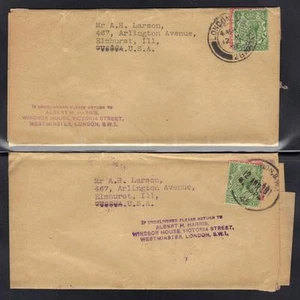 Mr A.H. Larson,
467, Arlington Avenue,
Elmhurst, Ill,
U.S.A.
LONDON
IF UNDELIVERED PLEASE RETURN TO
ALBERT H. HARRIS,
WINDSOR HOUSE, VICTORIA STREET,
WESTMINSTER, LONDON, S.W.1.
Mr A.H. Larson,
467, Arlington Avenue,
Elmhurst, Ill,
U.S.A.
IF UNDELIVERED PLEASE RETURN TO
ALBERT H. HARRIS,
WINDSOR HOUSE, VICTORIA STREET,
WESTMINSTER, LONDON, S.W.1.